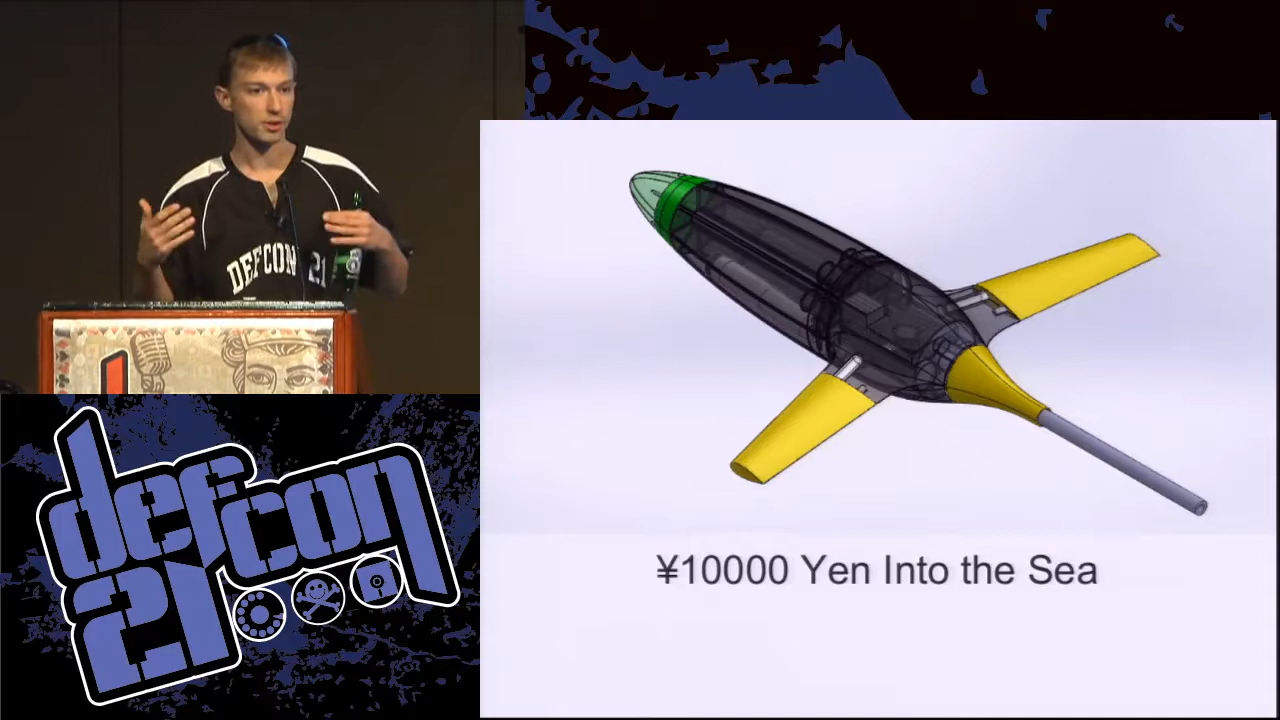 DEFCON
21
¥10000 Yen Into the Sea
defcon
21